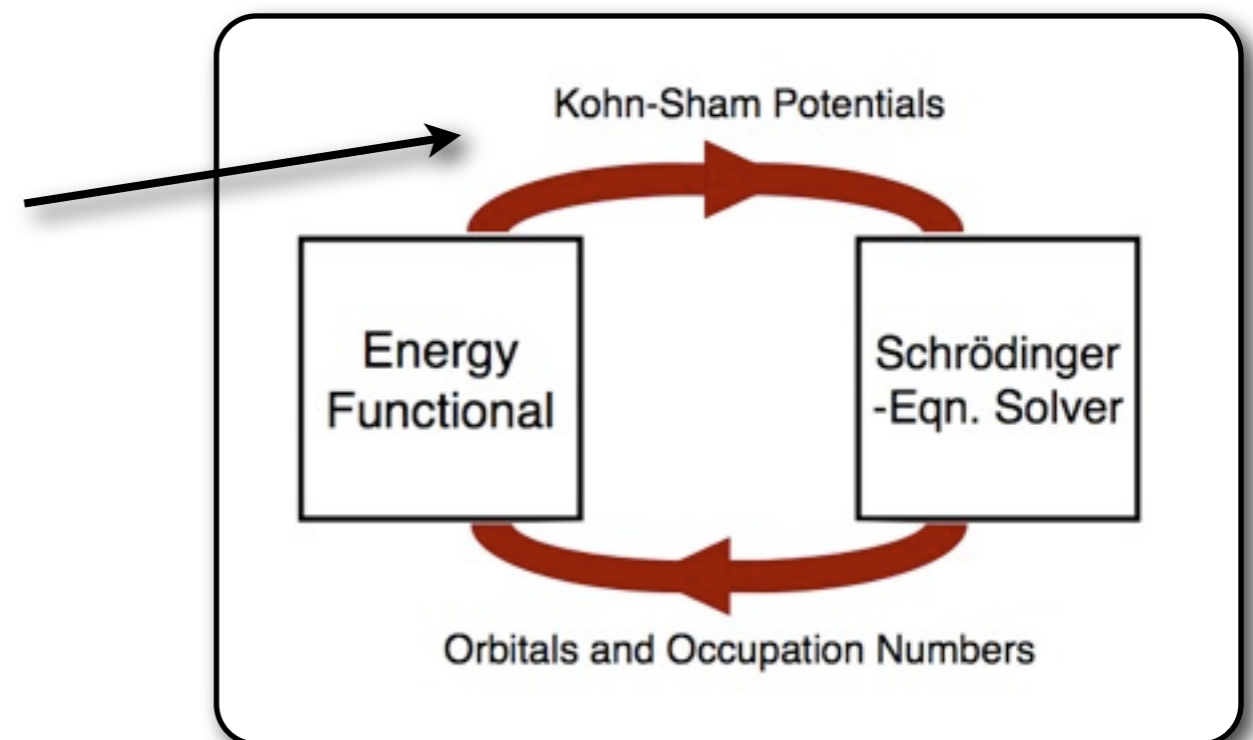 Kohn-Sham Potentials
Energy
Functional
Schrödinger
-Eqn. Solver
Orbitals and Occupation Numbers